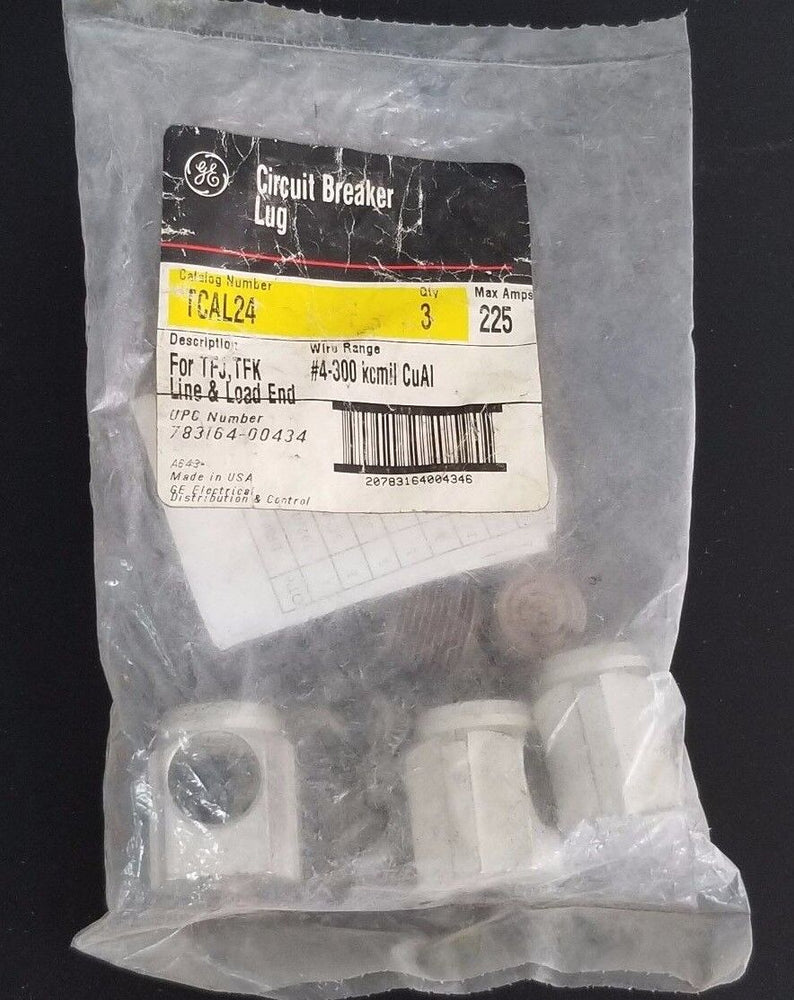 GE
Circuit Breaker
Lug
Catalog Number Qty Max Amps
TCAL24 3 225
Description Wire Range
For TFJ,TFK #4-300 kcmil CuAl
Line & Load End
UPC Number
783164-00434
20783164004346
Made in USA
GE Electrical
Distribution & Control